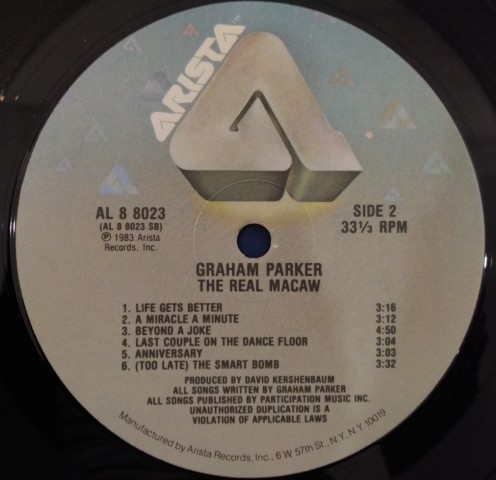 ARISTA™
AL 8 8023
(AL 8 8023 SB)
℗ 1983 Arista
Records, Inc.
SIDE 2
33⅓ RPM
GRAHAM PARKER
THE REAL MACAW
1. LIFE GETS BETTER 3:16
2. A MIRACLE A MINUTE 3:12
3. BEYOND A JOKE 4:50
4. LAST COUPLE ON THE DANCE FLOOR 3:04
5. ANNIVERSARY 3:03
6. (TOO LATE) THE SMART BOMB 3:32
PRODUCED BY DAVID KERSHENBAUM
ALL SONGS WRITTEN BY GRAHAM PARKER
ALL SONGS PUBLISHED BY PARTICIPATION MUSIC INC.
UNAUTHORIZED DUPLICATION IS A
VIOLATION OF APPLICABLE LAWS
Manufactured by Arista Records, Inc., 6 W 57th St., N.Y., N.Y. 10019